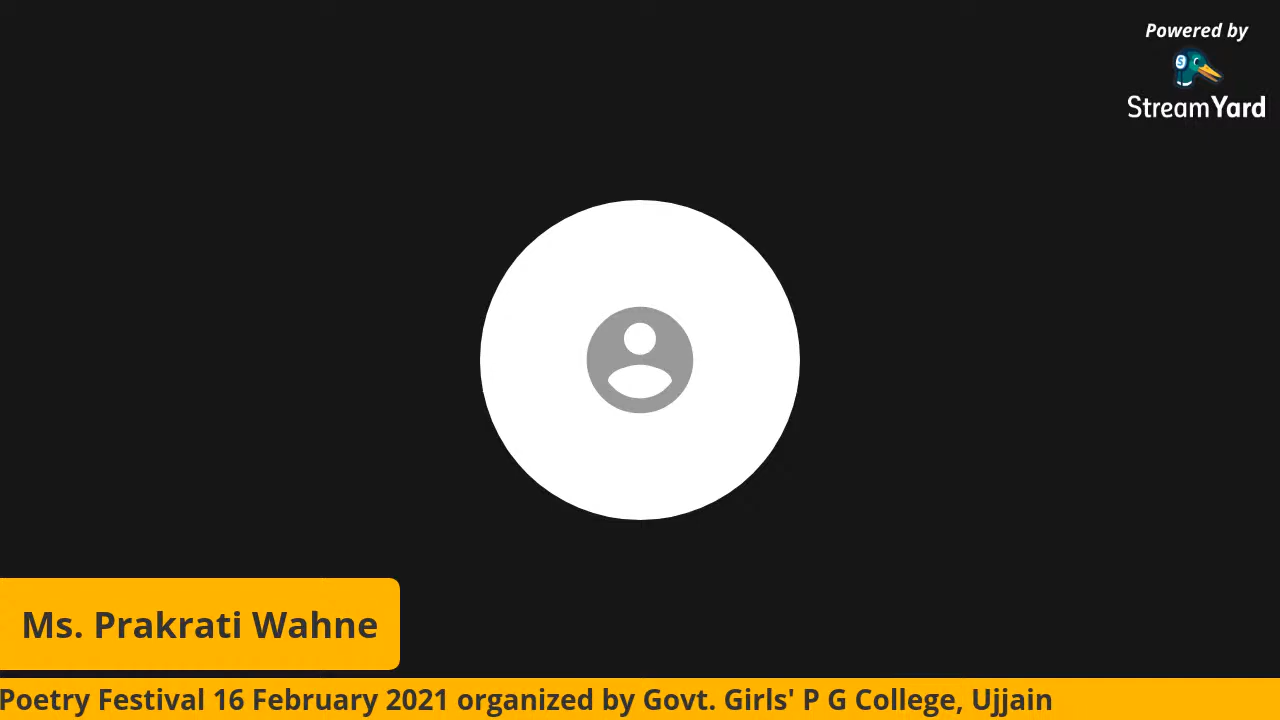 Powered by
S
StreamYard
Ms. Prakrati Wahne
Poetry Festival 16 February 2021 organized by Govt. Girls' P G College, Ujjain